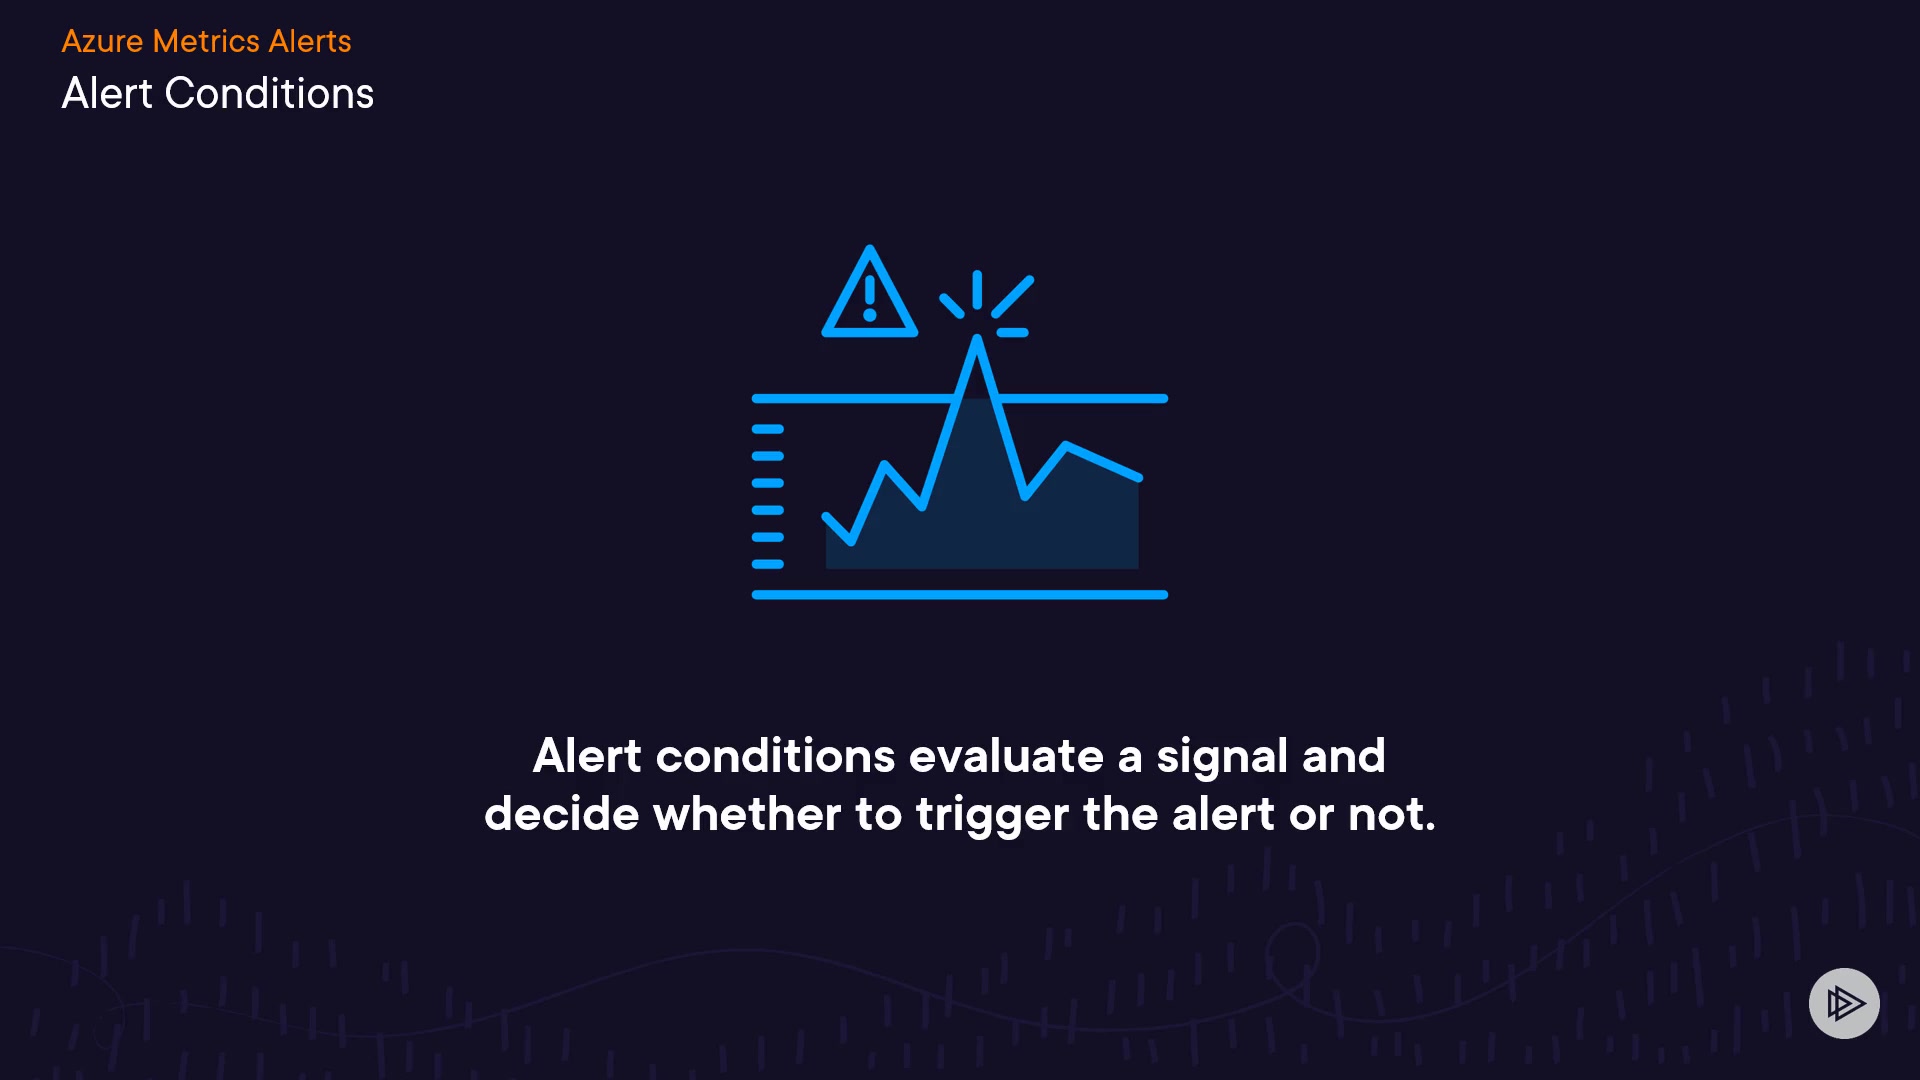 Azure Metrics Alerts
Alert Conditions
Alert conditions evaluate a signal and
decide whether to trigger the alert or not.